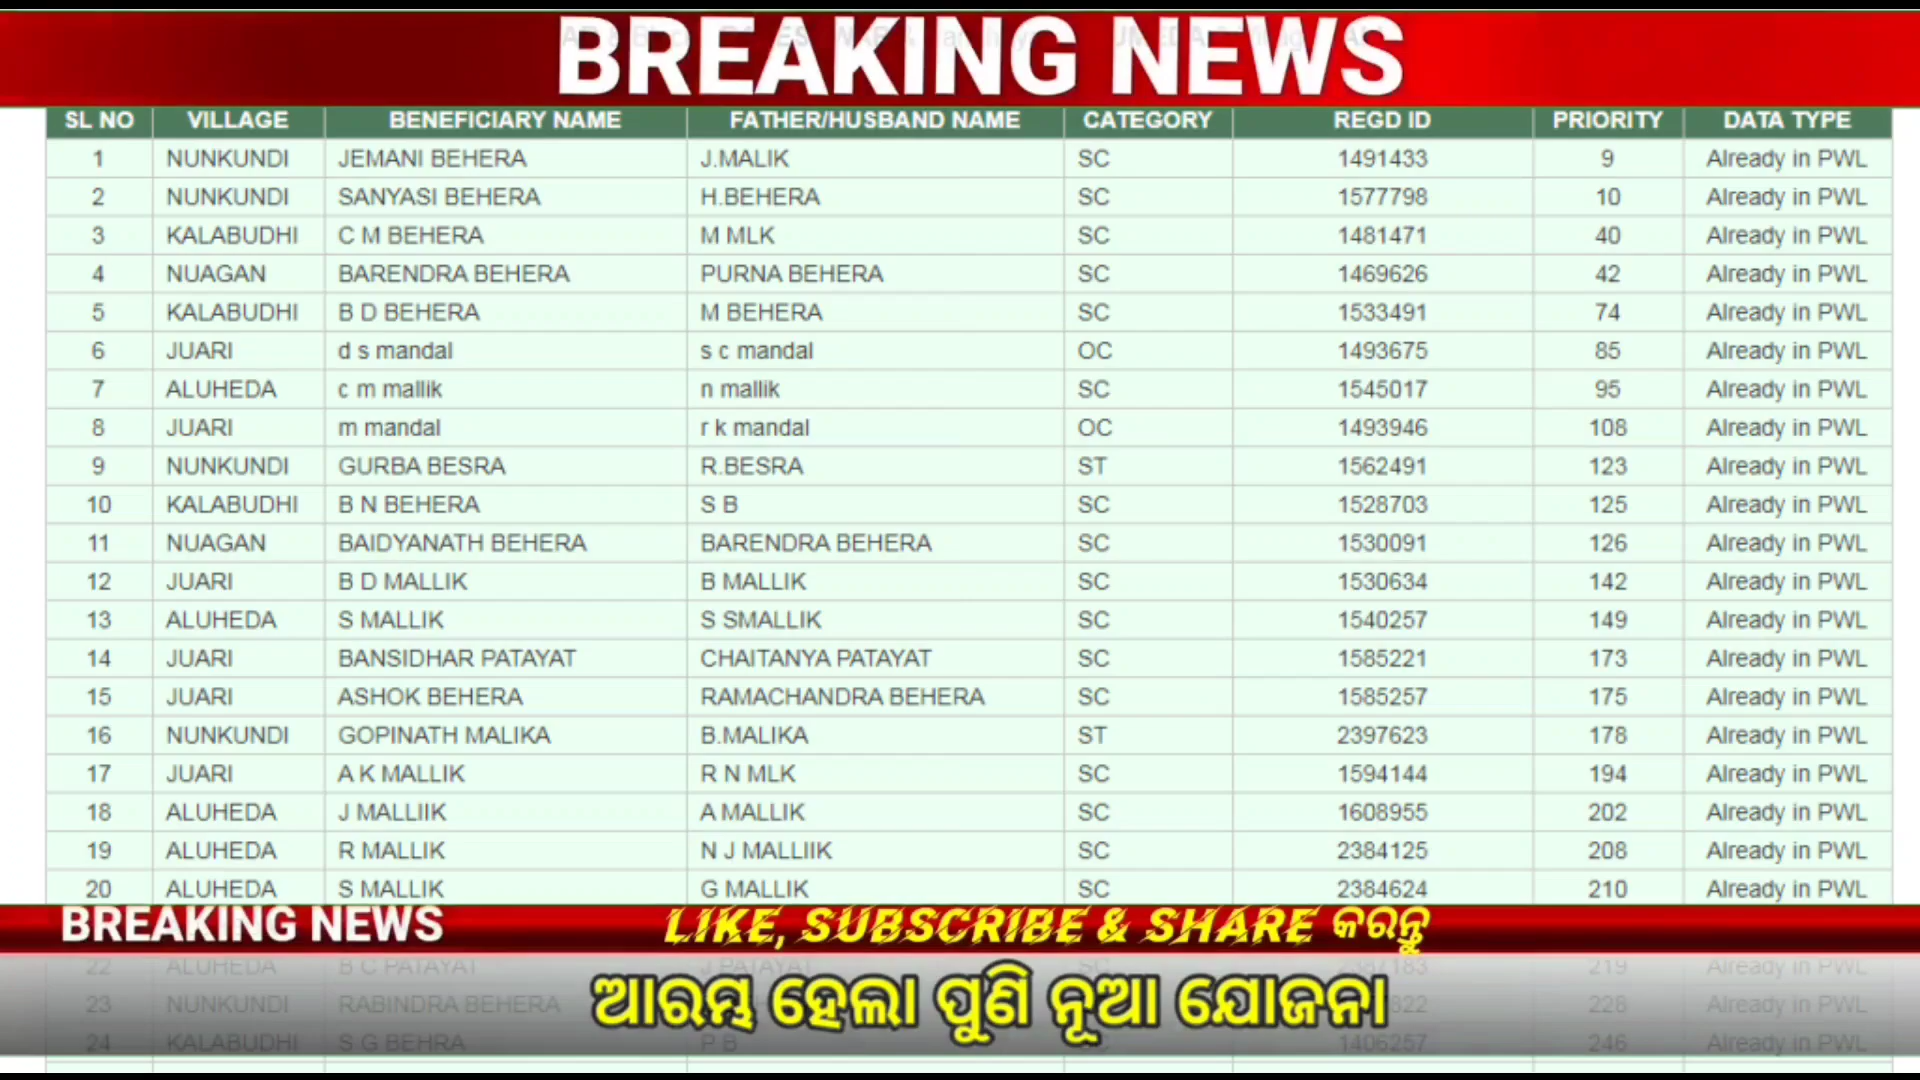 BREAKING NEWS
SL NO VILLAGE BENEFICIARY NAME FATHER/HUSBAND NAME CATEGORY REGD ID PRIORITY DATA TYPE
1 NUNKUNDI JEMANI BEHERA J.MALIK SC 1491433 9 Already in PWL
2 NUNKUNDI SANYASI BEHERA H.BEHERA SC 1577798 10 Already in PWL
3 KALABUDHI C M BEHERA M MLK SC 1481471 40 Already in PWL
4 NUAGAN BARENDRA BEHERA PURNA BEHERA SC 1469626 42 Already in PWL
5 KALABUDHI B D BEHERA M BEHERA SC 1533491 74 Already in PWL
6 JUARI d s mandal s c mandal OC 1493675 85 Already in PWL
7 ALUHEDA c m mallik n mallik SC 1545017 95 Already in PWL
8 JUARI m mandal r k mandal OC 1493946 108 Already in PWL
9 NUNKUNDI GURBA BESRA R.BESRA ST 1562491 123 Already in PWL
10 KALABUDHI B N BEHERA S B SC 1528703 125 Already in PWL
11 NUAGAN BAIDYANATH BEHERA BARENDRA BEHERA SC 1530091 126 Already in PWL
12 JUARI B D MALLIK B MALLIK SC 1530634 142 Already in PWL
13 ALUHEDA S MALLIK S SMALLIK SC 1540257 149 Already in PWL
14 JUARI BANSIDHAR PATAYAT CHAITANYA PATAYAT SC 1585221 173 Already in PWL
15 JUARI ASHOK BEHERA RAMACHANDRA BEHERA SC 1585257 175 Already in PWL
16 NUNKUNDI GOPINATH MALIKA B.MALIKA ST 2397623 178 Already in PWL
17 JUARI A K MALLIK R N MLK SC 1594144 194 Already in PWL
18 ALUHEDA J MALLIIK A MALLIK SC 1608955 202 Already in PWL
19 ALUHEDA R MALLIK N J MALLIIK SC 2384125 208 Already in PWL
20 ALUHEDA S MALLIK G MALLIK SC 2384624 210 Already in PWL
BREAKING NEWS LIKE, SUBSCRIBE & SHARE କରନ୍ତୁ
22 ALUHEDA B C PATAYAT J PATAYAT SC 2387183 219 Already in PWL
ଆରମ୍ଭ ହେଲା ପୁଣି ନୂଆ ଯୋଜନା
23 NUNKUNDI RABINDRA BEHERA 228 Already in PWL
24 KALABUDHI S G BEHRA P B SC 1406257 246 Already in PWL